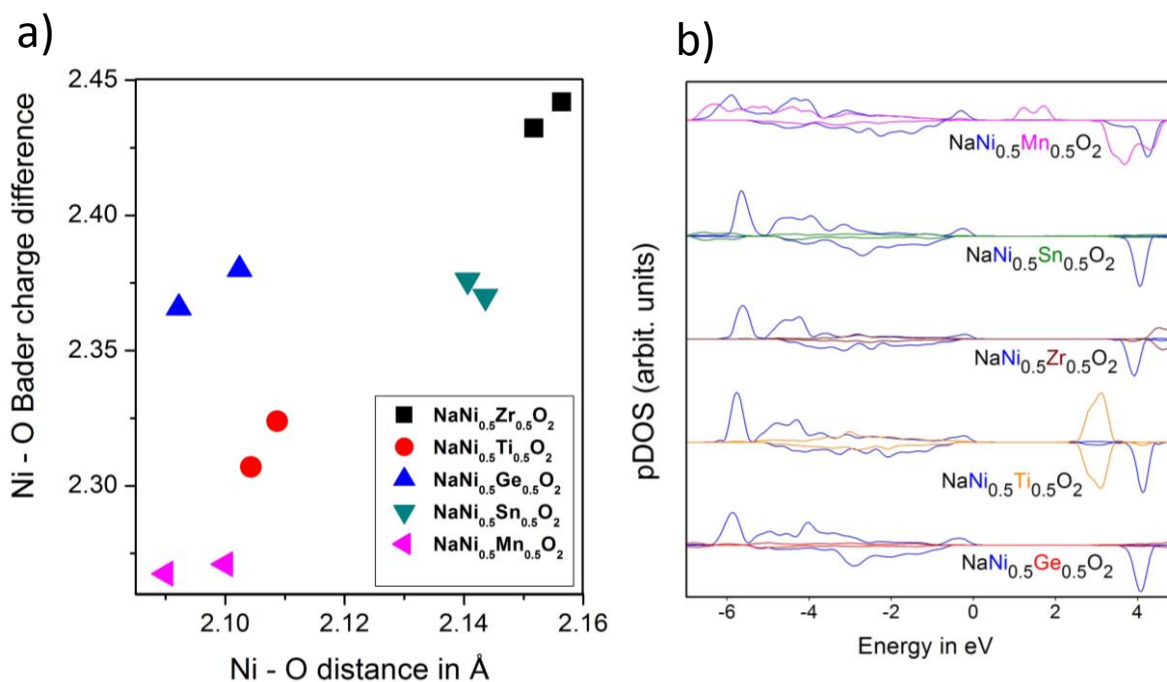 a)
Ni - O Bader charge difference
2.45
2.40
2.35
2.30
2.10
2.12
2.14
2.16
Ni - O distance in Å
NaNi₀.₅Zr₀.₅O₂
NaNi₀.₅Ti₀.₅O₂
NaNi₀.₅Ge₀.₅O₂
NaNi₀.₅Sn₀.₅O₂
NaNi₀.₅Mn₀.₅O₂
b)
pDOS (arbit. units)
NaNi₀.₅Mn₀.₅O₂
NaNi₀.₅Sn₀.₅O₂
NaNi₀.₅Zr₀.₅O₂
NaNi₀.₅Ti₀.₅O₂
NaNi₀.₅Ge₀.₅O₂
-6
-4
-2
0
2
4
Energy in eV